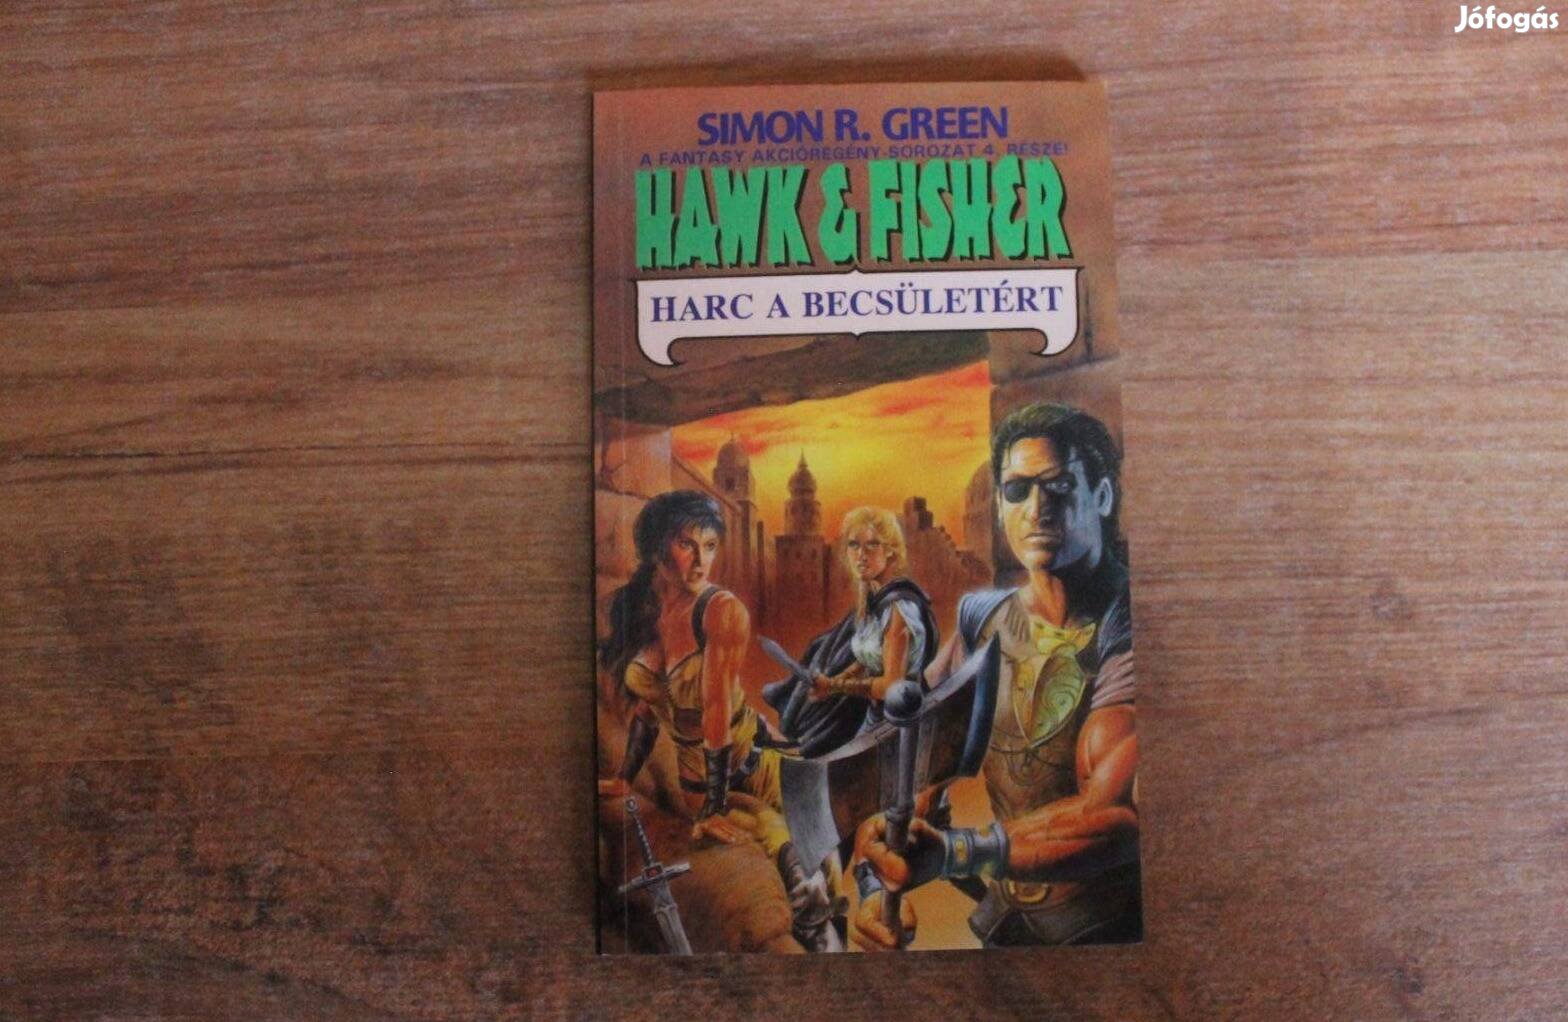 Jófogás
SIMON R. GREEN
A FANTASY AKCIÓREGÉNY SOROZAT 4. RÉSZE!
HAWK & FISHER
HARC A BECSÜLETÉRT